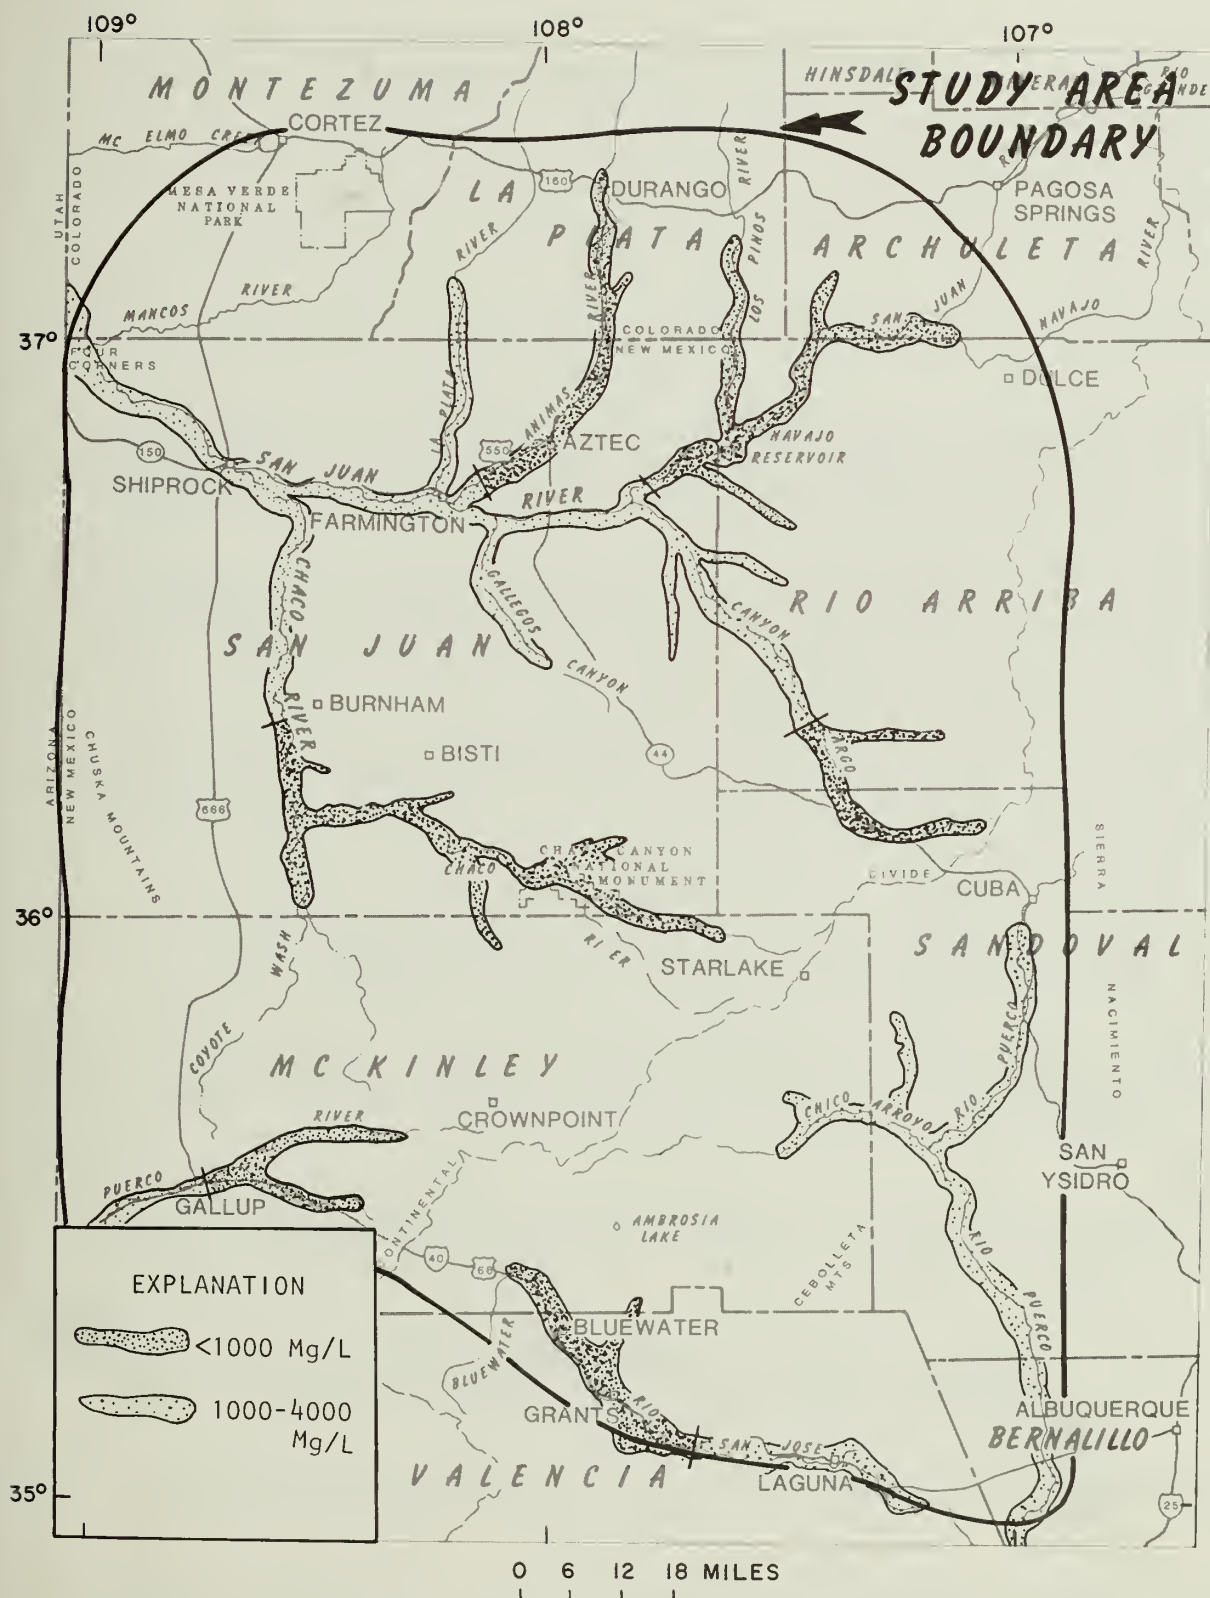 109°
108°
107°
MONTEZUMA
HINSDALE
STUDY AREA
BOUNDARY
CORTEZ
MC ELMO CREEK
RIVER
UTAH
COLORADO
MESA VERDE
NATIONAL
PARK
LA
PLATA
160
DURANGO
PINOS
LOS
PAGOSA
SPRINGS
ARCHULETA
RIVER
RIVER
RIVER
MANCOS
RIVER
SAN
JUAN
NAVAJO
37°
FOUR
CORNERS
COLORADO
NEW MEXICO
DULCE
LA PLATA
ANIMAS
150
550
AZTEC
NAVAJO
RESERVOIR
SHIPROCK
SAN
JUAN
RIVER
FARMINGTON
CHACO
GALLEGOS
CANYON
RIO ARRIBA
SAN JUAN
CANYON
RIVER
BURNHAM
BISTI
44
LARGO
ARIZONA
NEW MEXICO
CHUSKA MOUNTAINS
666
SIERRA
CHACO
CANYON
NATIONAL
MONUMENT
DIVIDE
CUBA
36°
WASH
STARLAKE
SANDOVAL
NACIMIENTO
COYOTE
MC KINLEY
PUERCO
CROWNPOINT
CHICO
ARROYO
RIO
RIVER
PUERCO
GALLUP
SAN
YSIDRO
CONTINENTAL
AMBROSIA
LAKE
CEBOLLETA
MTS
RIO
PUERCO
40
66
EXPLANATION
<1000 Mg/L
1000-4000
Mg/L
BLUEWATER
BLUEWATER
GRANTS
RIO
SAN
JOSE
LAGUNA
ALBUQUERQUE
BERNALILLO
VALENCIA
35°
25
0 6 12 18 MILES